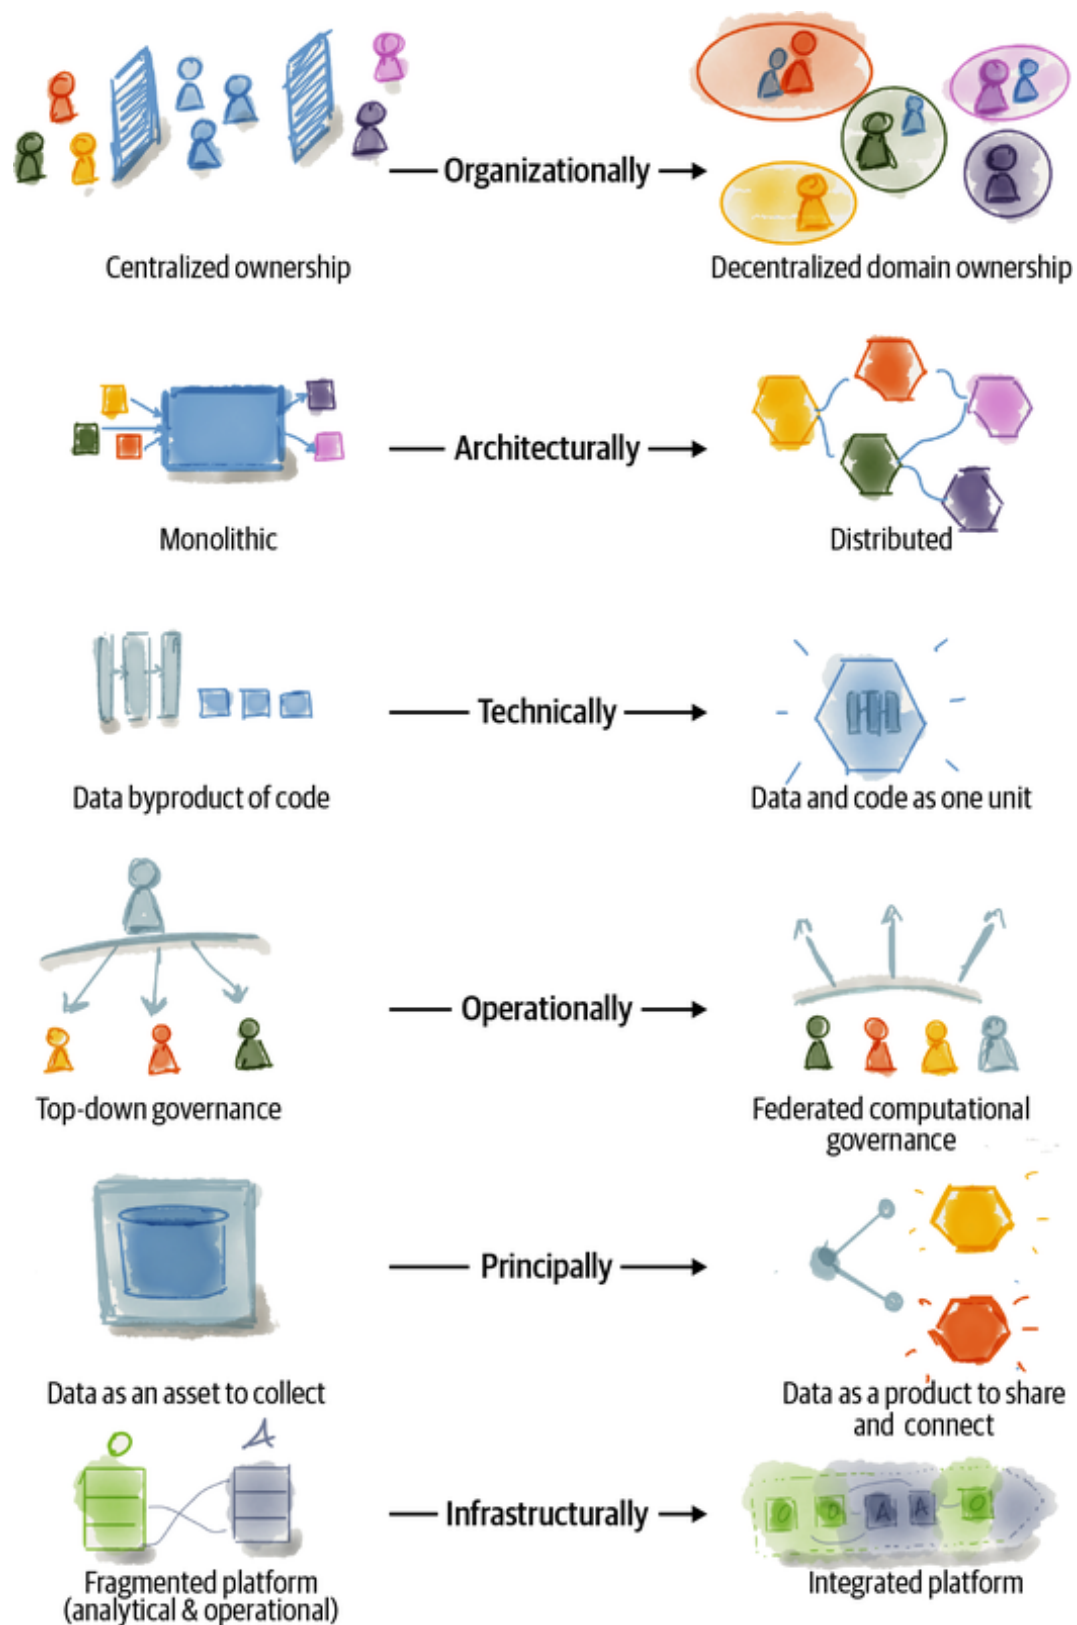 Organizationally
Centralized ownership
Decentralized domain ownership
Architecturally
Monolithic
Distributed
Technically
Data byproduct of code
Data and code as one unit
Operationally
Top-down governance
Federated computational
governance
Principally
Data as an asset to collect
Data as a product to share
and connect
O
A
Infrastructurally
O
O
A
A
O
Fragmented platform
(analytical & operational)
Integrated platform